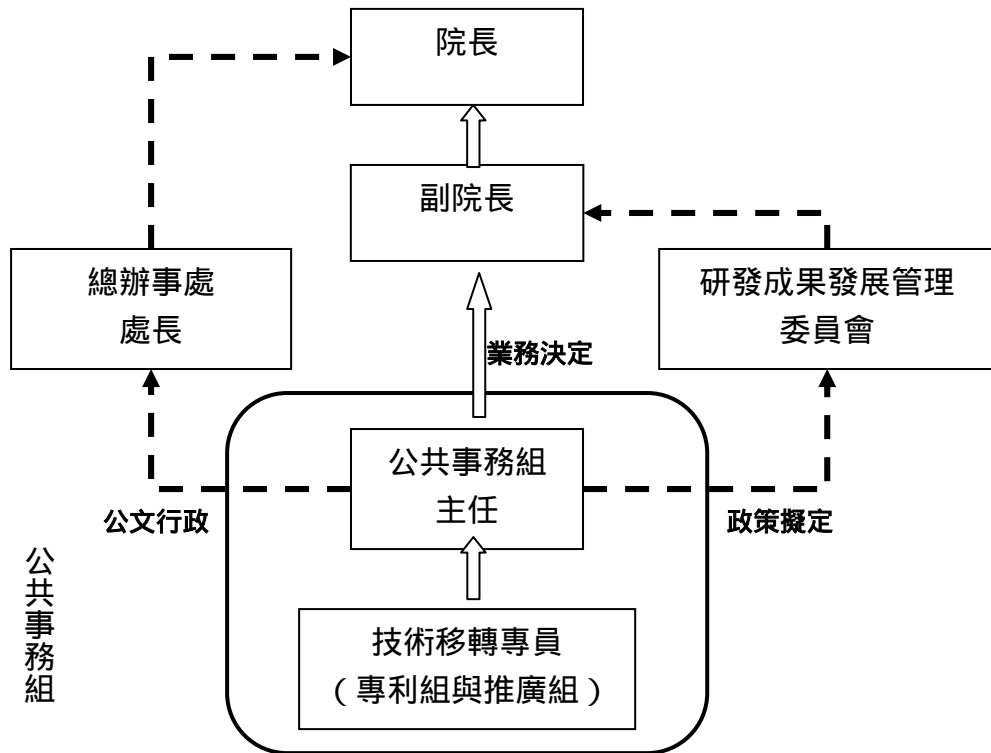 院長
副院長
總辦事處
處長
研發成果發展管理
委員會
業務決定
公共事務組
主任
公文行政
政策擬定
公共事務組
技術移轉專員
（專利組與推廣組）